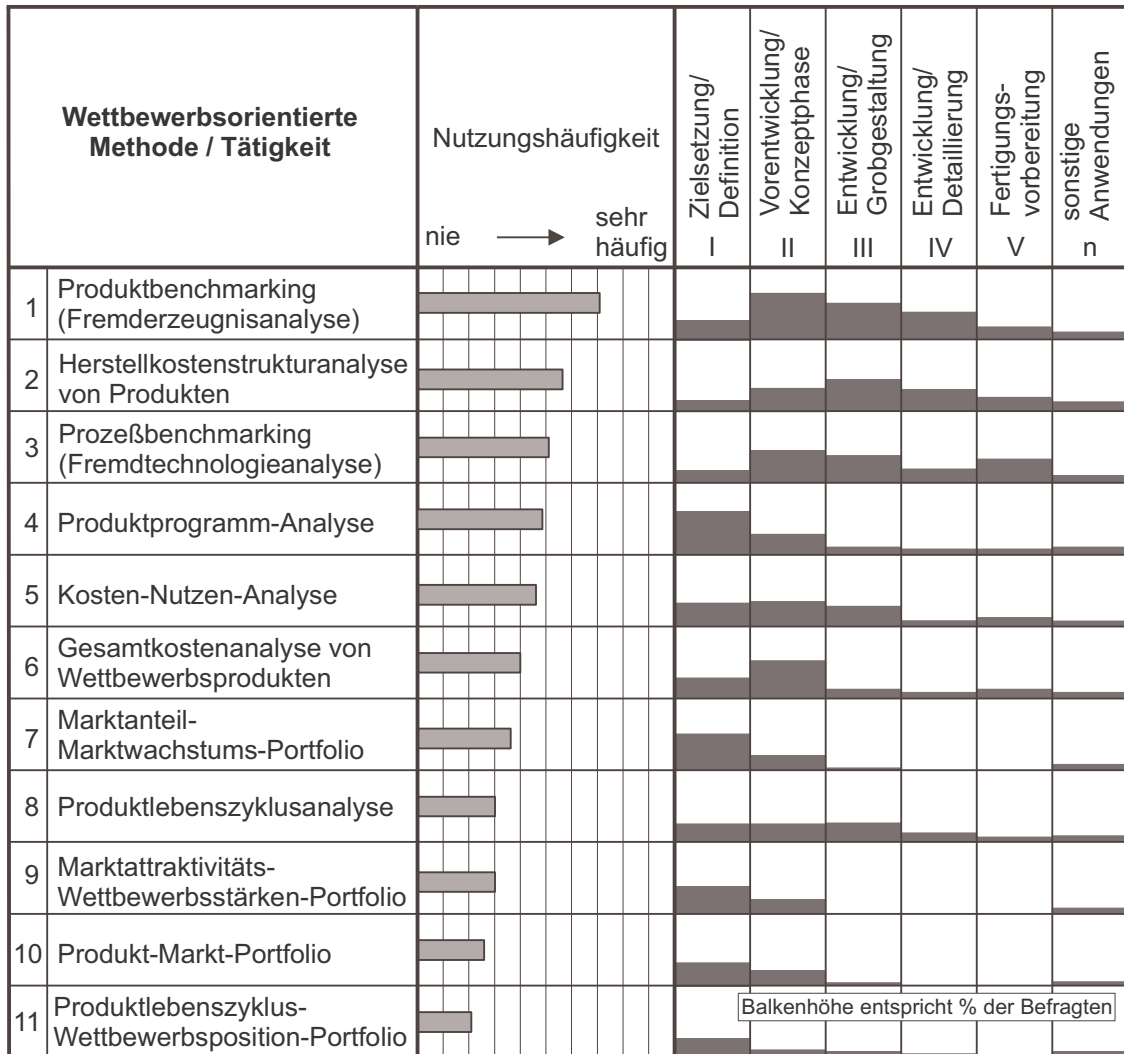 Wettbewerbsorientierte
Methode / Tätigkeit
Nutzungshäufigkeit
nie
sehr
häufig
Zielsetzung/
Definition
I
Vorentwicklung/
Konzeptphase
II
Entwicklung/
Grobgestaltung
III
Entwicklung/
Detaillierung
IV
Fertigungs-
vorbereitung
V
sonstige
Anwendungen
n
1 Produktbenchmarking
(Fremderzeugnisanalyse)
2 Herstellkostenstrukturanalyse
von Produkten
3 Prozeßbenchmarking
(Fremdtechnologieanalyse)
4 Produktprogramm-Analyse
5 Kosten-Nutzen-Analyse
6 Gesamtkostenanalyse von
Wettbewerbsprodukten
7 Marktanteil-
Marktwachstums-Portfolio
8 Produktlebenszyklusanalyse
9 Marktattraktivitäts-
Wettbewerbsstärken-Portfolio
10 Produkt-Markt-Portfolio
11 Produktlebenszyklus-
Wettbewerbsposition-Portfolio
Balkenhöhe entspricht % der Befragten